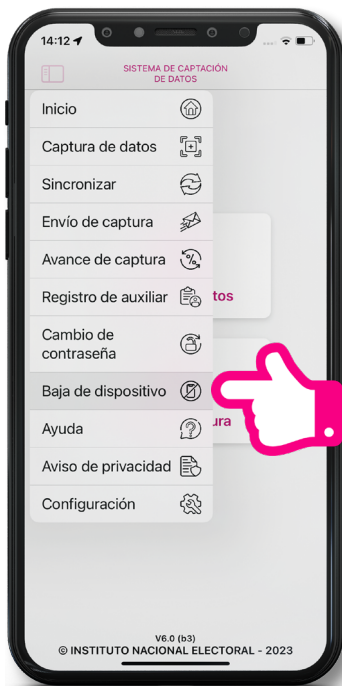 14:12
SISTEMA DE CAPTACIÓN
DE DATOS
Inicio
Captura de datos
Sincronizar
Envío de captura
Avance de captura
Registro de auxiliar
tos
Cambio de
contraseña
Baja de dispositivo
ura
Ayuda
Aviso de privacidad
Configuración
V6.0 (b3)
© INSTITUTO NACIONAL ELECTORAL - 2023